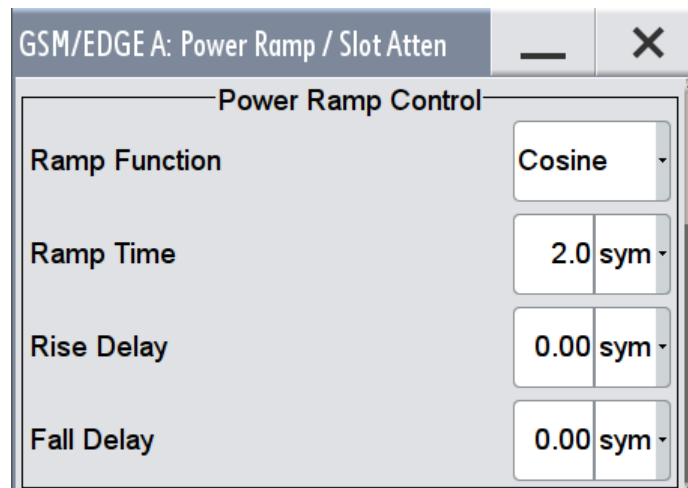 GSM/EDGE A: Power Ramp / Slot Atten
Power Ramp Control
Ramp Function Cosine
Ramp Time 2.0 sym
Rise Delay 0.00 sym
Fall Delay 0.00 sym